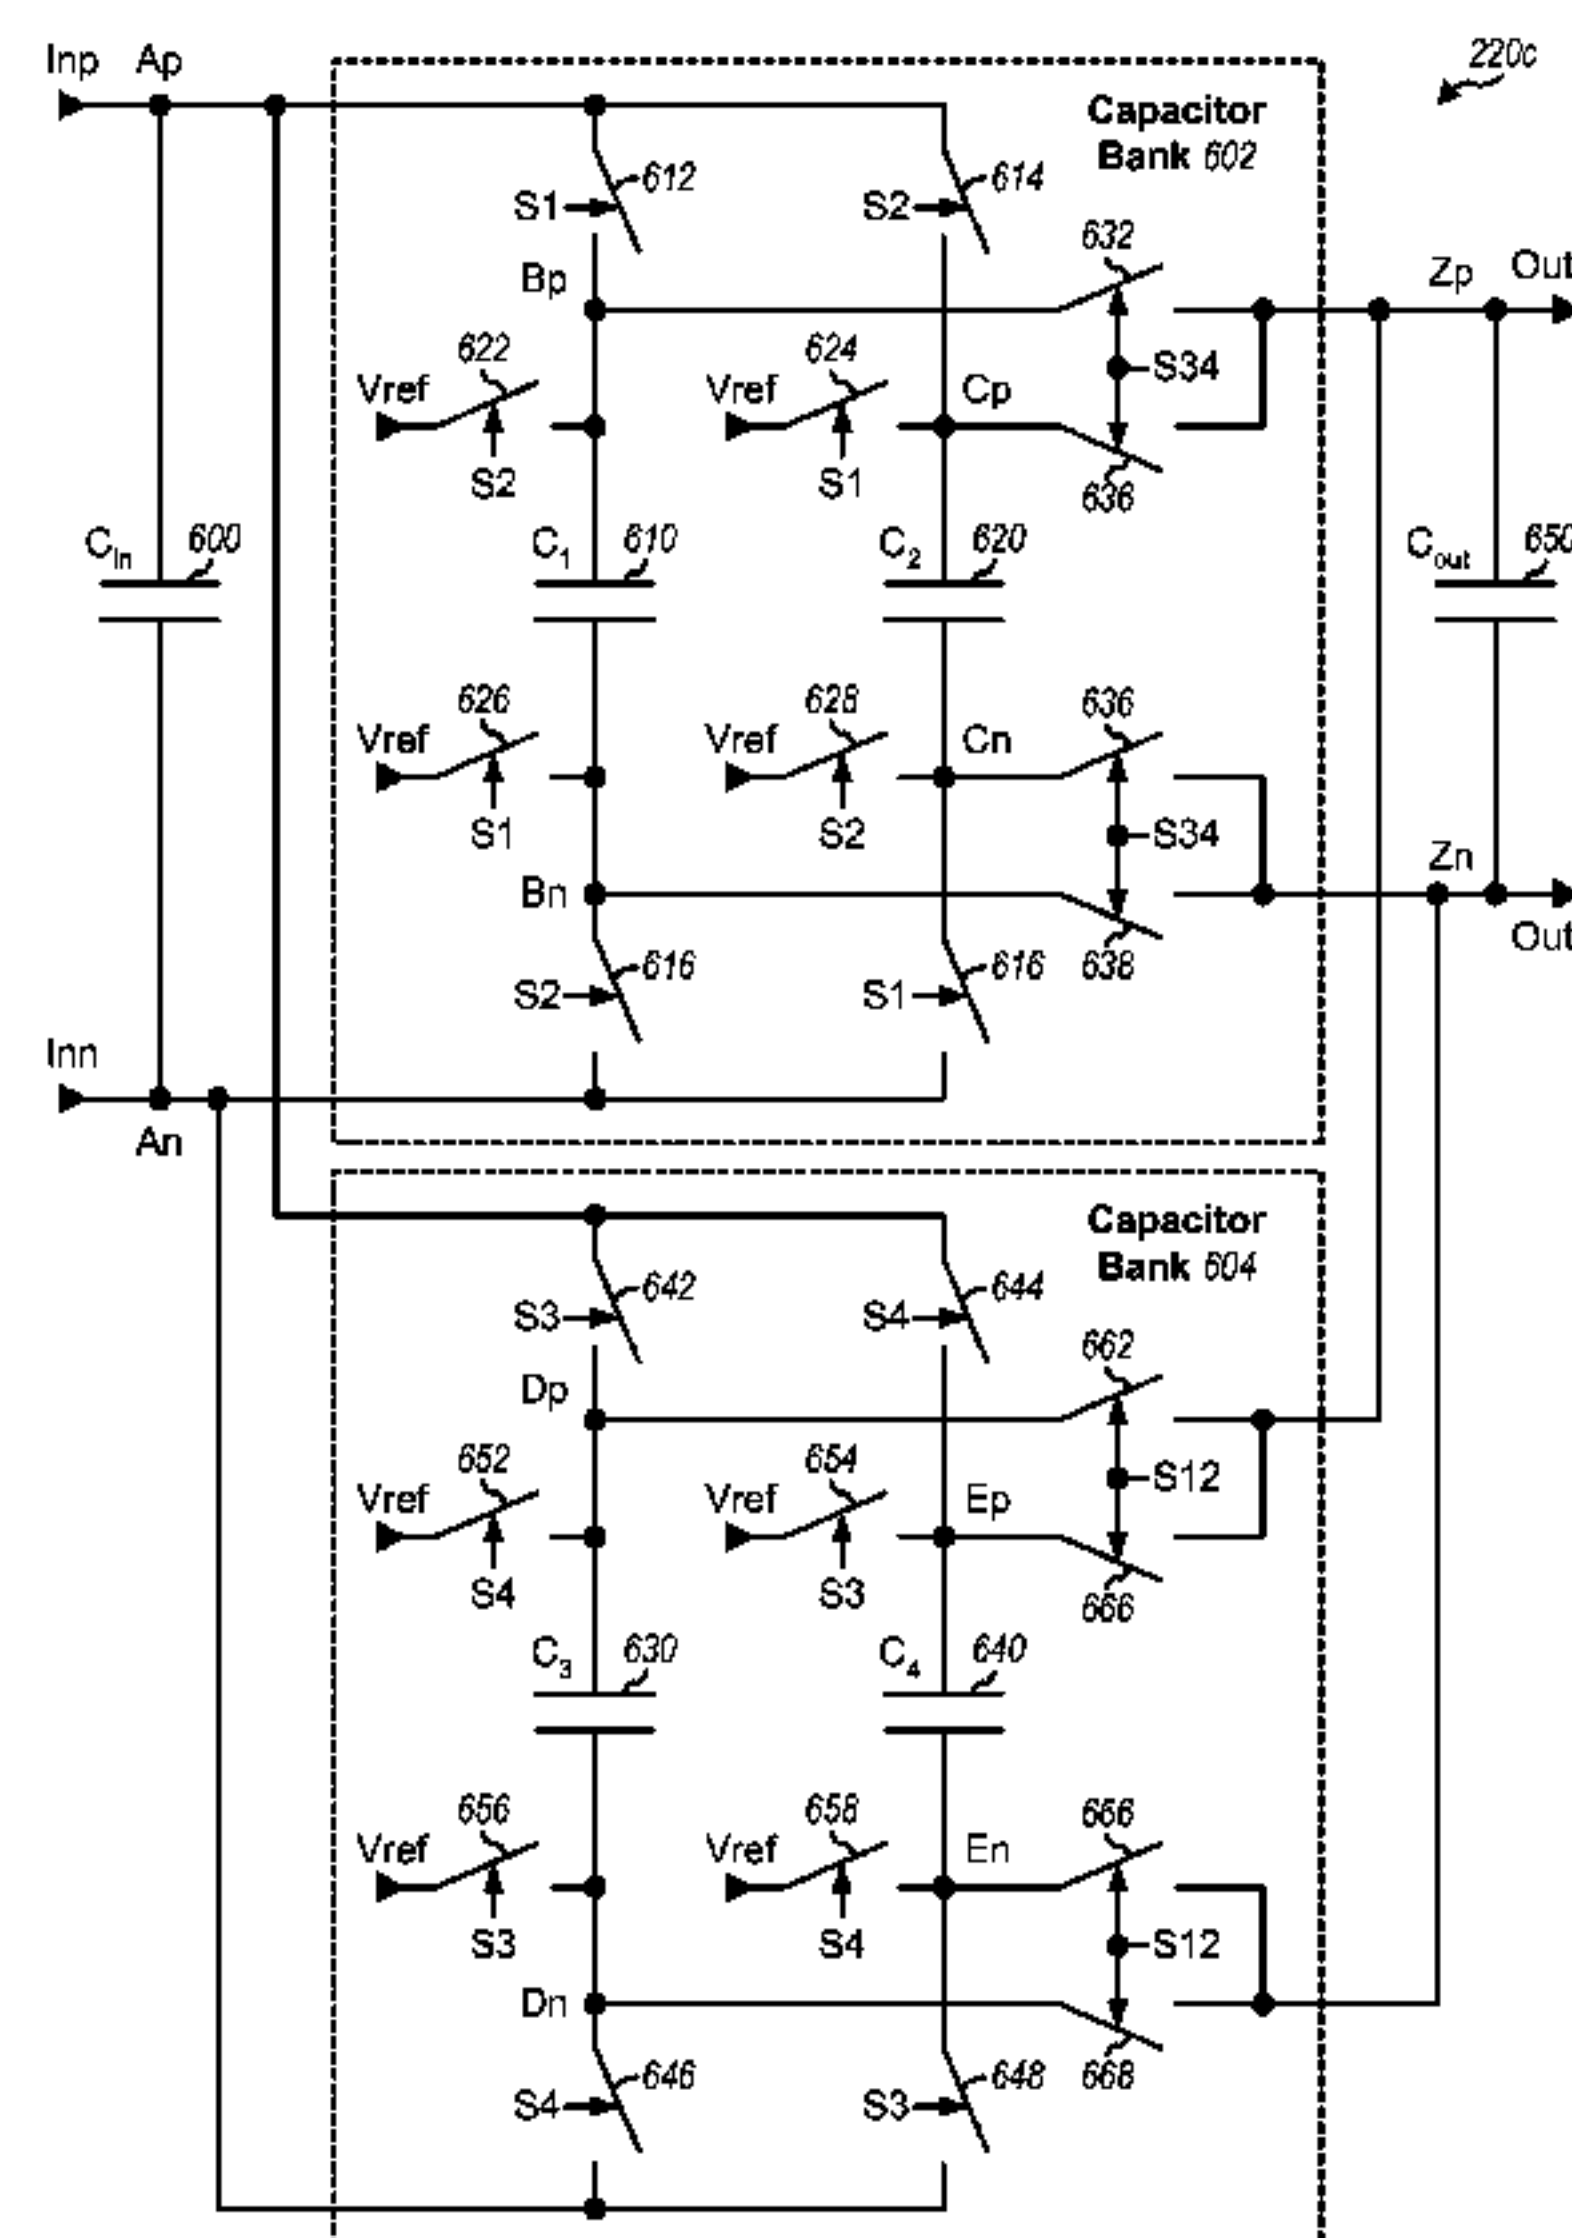 220c
Inp Ap
Capacitor
Bank 602
612
614
S1
S2
632
Bp
Zp Out
622
624
S34
Vref
Vref
Cp
S2
S1
636
Cin 600
C1 610
C2 620
Cout 650
626
628
636
Vref
Vref
Cn
S1
S2
S34
Bn
Zn
616
616
638
Out
S2
S1
Inn
An
Capacitor
Bank 604
642
644
S3
S4
662
Dp
652
654
S12
Vref
Vref
Ep
S4
S3
666
C3 630
C4 640
656
658
666
Vref
Vref
En
S3
S4
S12
Dn
646
648
668
S4
S3